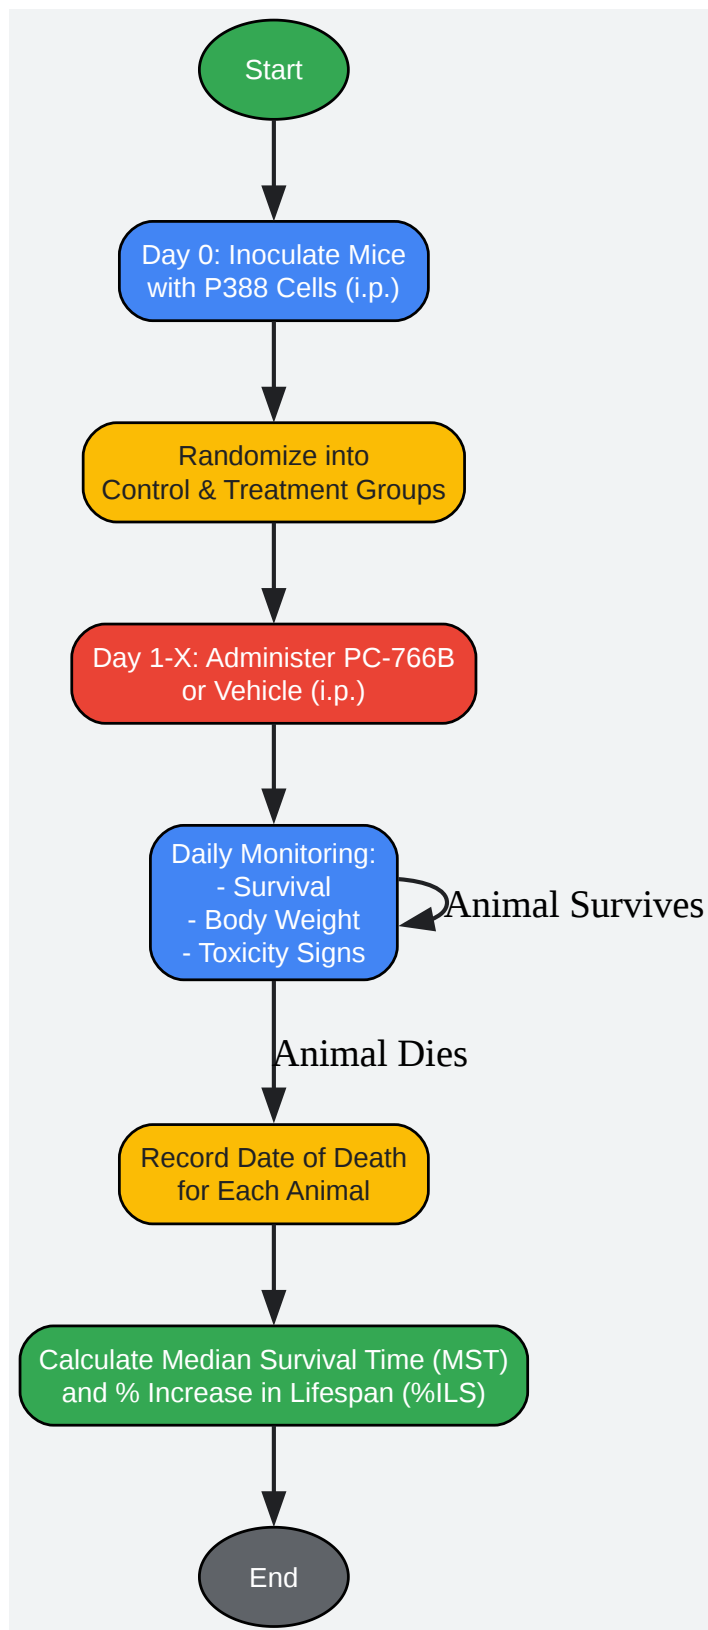 Start
Day 0: Inoculate Mice
with P388 Cells (i.p.)
Randomize into
Control & Treatment Groups
Day 1-X: Administer PC-766B
or Vehicle (i.p.)
Daily Monitoring:
- Survival
- Body Weight
- Toxicity Signs
Animal Survives
Animal Dies
Record Date of Death
for Each Animal
Calculate Median Survival Time (MST)
and % Increase in Lifespan (%ILS)
End